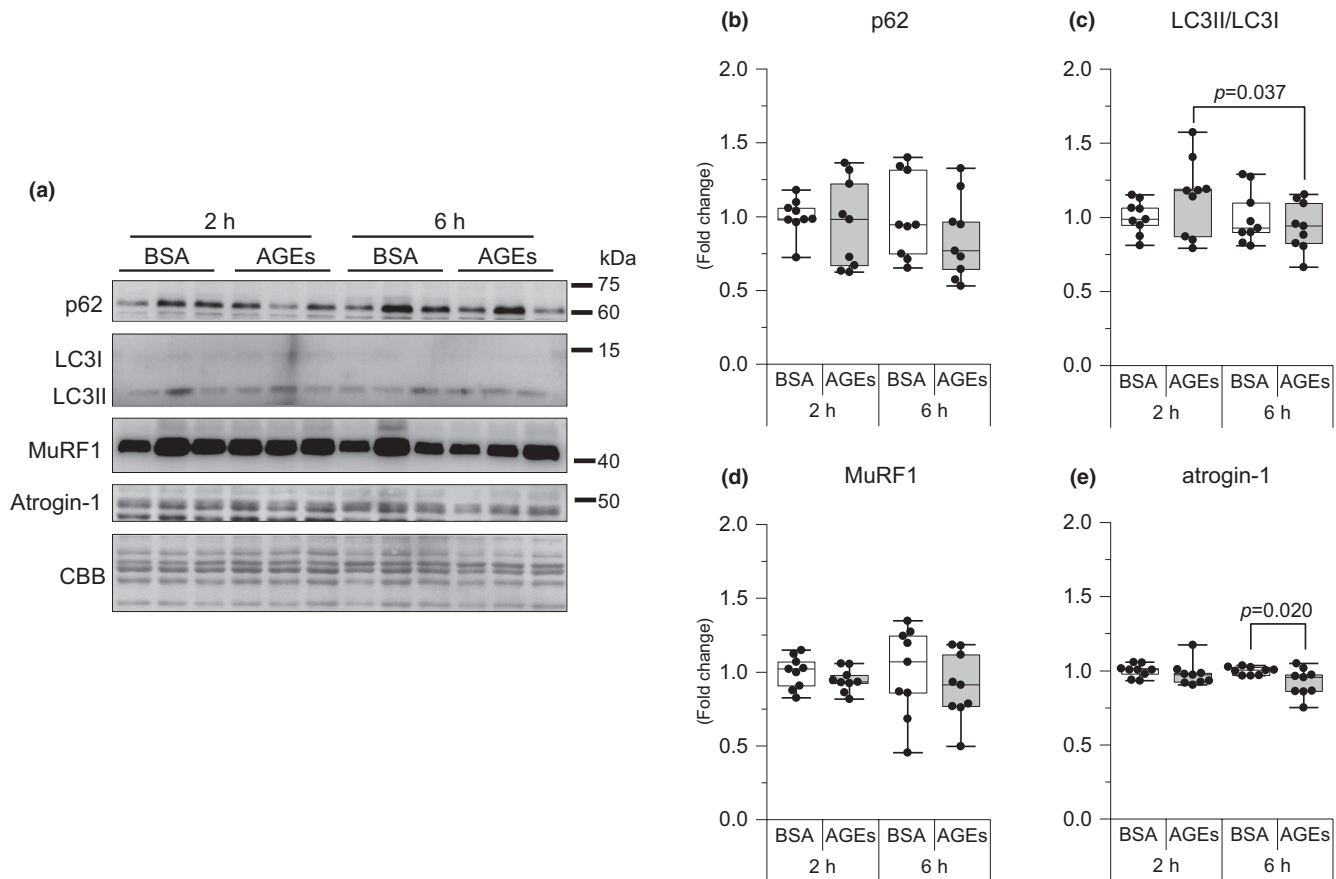 (a)
2 h 6 h
BSA AGEs BSA AGEs kDa
p62
75
60
LC3I
15
LC3II
MuRF1
40
Atrogin-1
50
CBB
(b) p62
(Fold change)
2.0
1.5
1.0
0.5
0.0
BSA AGEs BSA AGEs
2 h 6 h
(c) LC3II/LC3I
2.0
p=0.037
1.5
1.0
0.5
0.0
BSA AGEs BSA AGEs
2 h 6 h
(d) MuRF1
(Fold change)
2.0
1.5
1.0
0.5
0.0
BSA AGEs BSA AGEs
2 h 6 h
(e) atrogin-1
2.0
1.5
p=0.020
1.0
0.5
0.0
BSA AGEs BSA AGEs
2 h 6 h